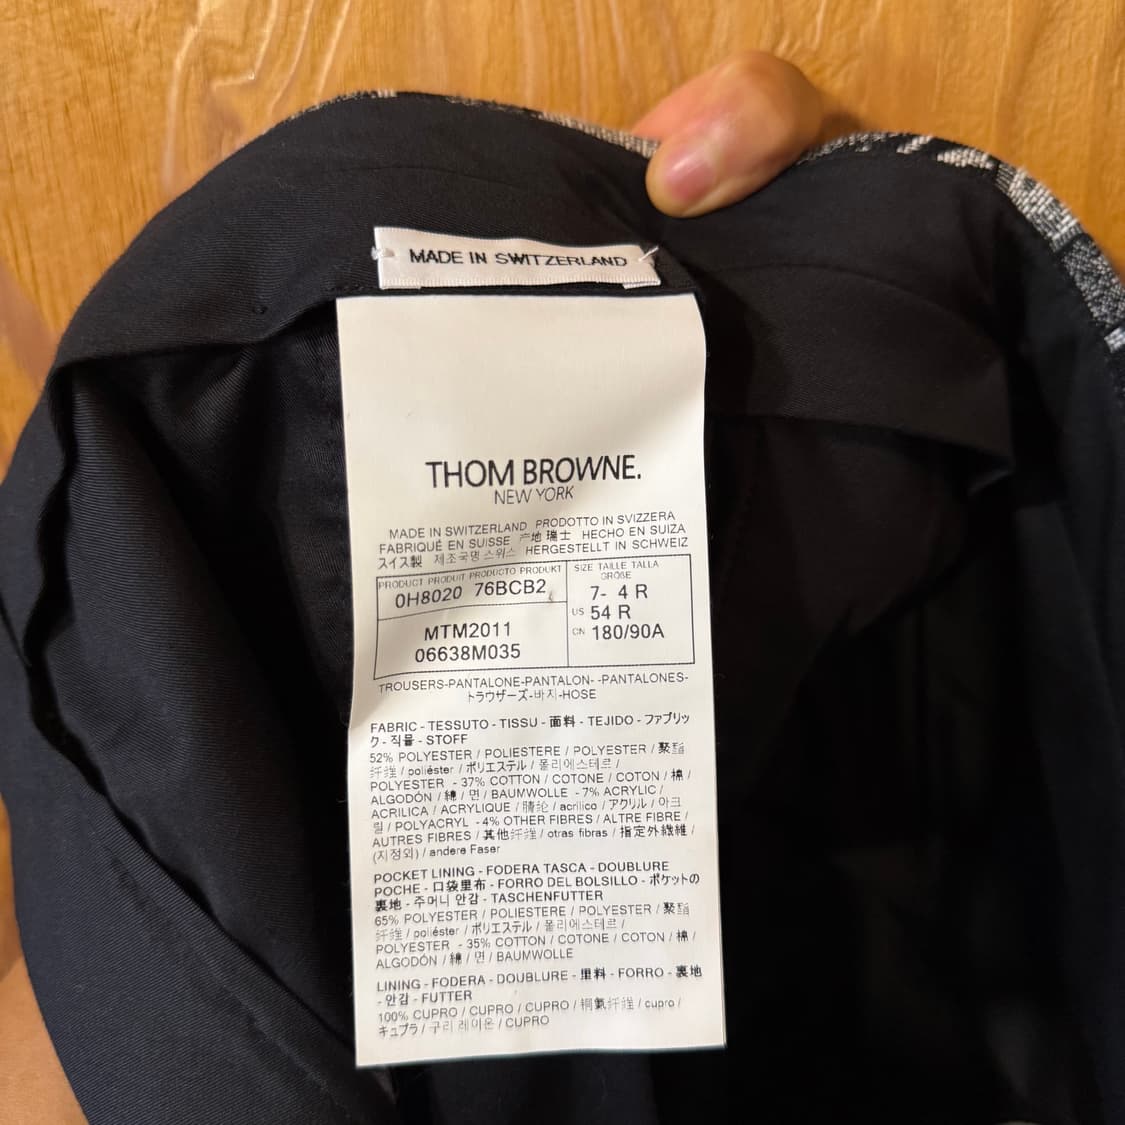 MADE IN SWITZERLAND
THOM BROWNE.
NEW YORK
MADE IN SWITZERLAND PRODOTTO IN SVIZZERA
FABRIQUÉ EN SUISSE 产地 瑞士 HECHO EN SUIZA
スイス製 제조국명 스위스 HERGESTELLT IN SCHWEIZ
PRODUCT PRODUIT PRODUCTO PRODUKT
0H8020 76BCB2
MTM2011
06638M035
SIZE TAILLE TALLA
GRÖBE
7- 4 R
US 54 R
CN 180/90A
TROUSERS-PANTALONE-PANTALON- -PANTALONES-
トラウザーズ-바지-HOSE
FABRIC - TESSUTO - TISSU - 面料 - TEJIDO - ファブリッ
ク - 직물 - STOFF
52% POLYESTER / POLIESTERE / POLYESTER / 聚酯
纤维 / poliéster / ポリエステル / 폴리에스테르 /
POLYESTER - 37% COTTON / COTONE / COTON / 棉 /
ALGODÓN / 綿 / 면 / BAUMWOLLE - 7% ACRYLIC /
ACRILICA / ACRYLIQUE / 腈纶 / acrílico / アクリル / 아크
릴 / POLYACRYL - 4% OTHER FIBRES / ALTRE FIBRE /
AUTRES FIBRES / 其他纤维 / otras fibras / 指定外繊維 /
(지정외) / andere Faser
POCKET LINING - FODERA TASCA - DOUBLURE
POCHE - 口袋里布 - FORRO DEL BOLSILLO - ポケットの
裏地 - 주머니 안감 - TASCHENFUTTER
65% POLYESTER / POLIESTERE / POLYESTER / 聚酯
纤维 / poliéster / ポリエステル / 폴리에스테르 /
POLYESTER - 35% COTTON / COTONE / COTON / 棉 /
ALGODÓN / 綿 / 면 / BAUMWOLLE
LINING - FODERA - DOUBLURE - 里料 - FORRO - 裏地
- 안감 - FUTTER
100% CUPRO / CUPRO / CUPRO / 铜氨纤维 / cupro /
キュプラ / 구리 레이온 / CUPRO